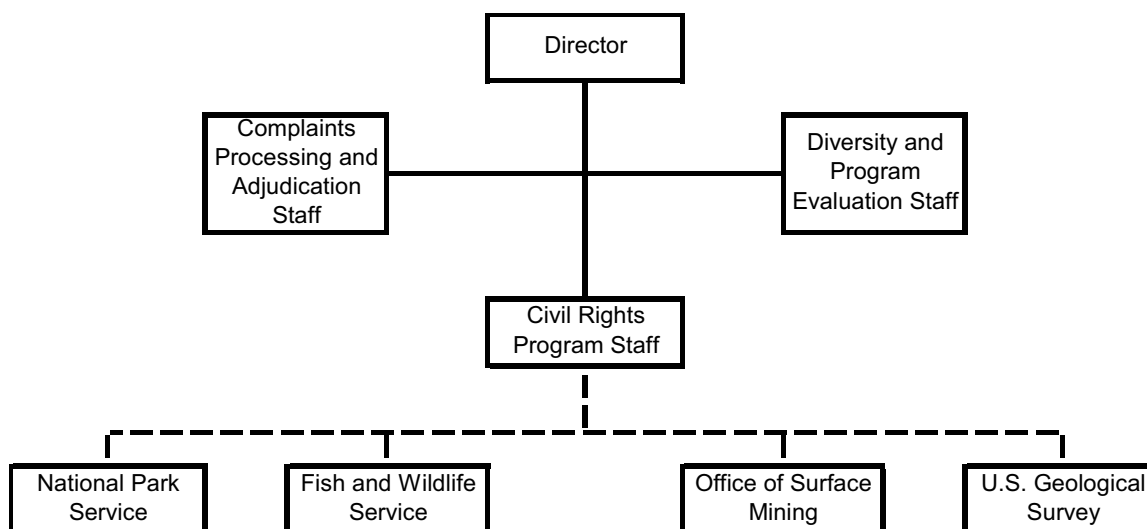 Director
Complaints
Processing and
Adjudication
Staff
Diversity and
Program
Evaluation Staff
Civil Rights
Program Staff
National Park
Service
Fish and Wildlife
Service
Office of Surface
Mining
U.S. Geological
Survey